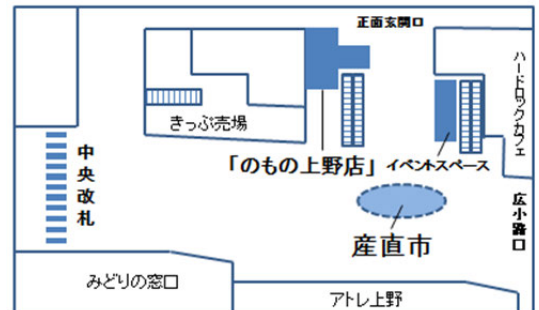 正面玄関口
ハードロックカフェ
きっぷ売場
「のもの上野店」
イベントスペース
中央改札
広小路口
産直市
みどりの窓口
アトレ上野